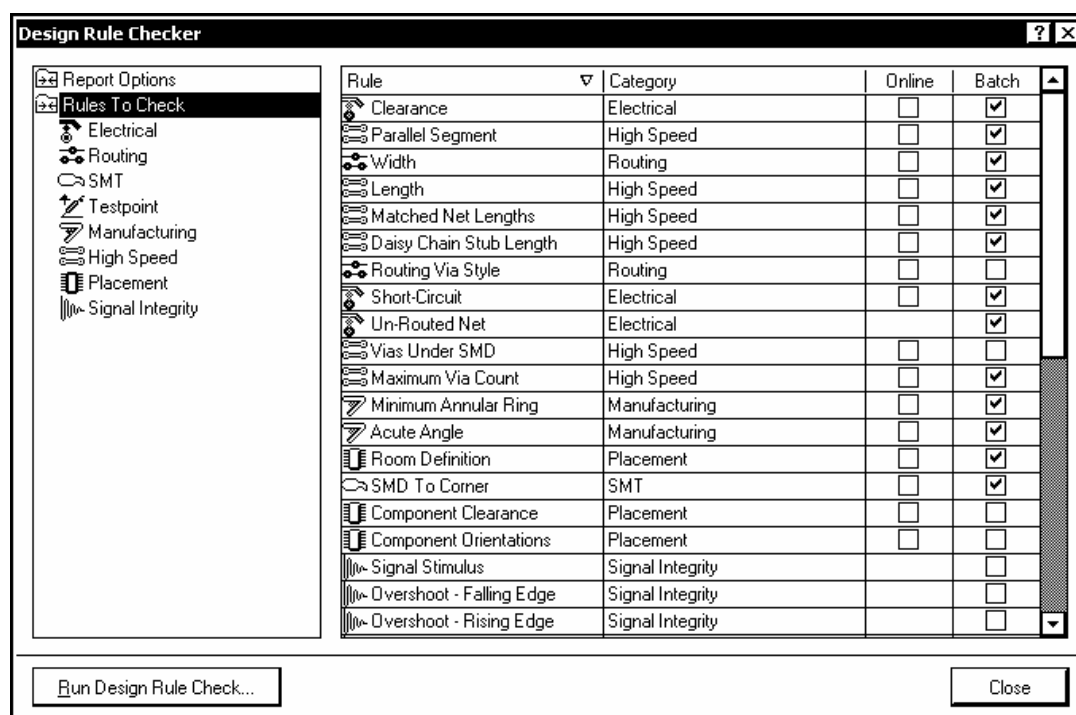 Design Rule Checker
Report Options
Rules To Check
Electrical
Routing
SMT
Testpoint
Manufacturing
High Speed
Placement
Signal Integrity
Rule Category Online Batch
Clearance Electrical
Parallel Segment High Speed
Width Routing
Length High Speed
Matched Net Lengths High Speed
Daisy Chain Stub Length High Speed
Routing Via Style Routing
Short-Circuit Electrical
Un-Routed Net Electrical
Vias Under SMD High Speed
Maximum Via Count High Speed
Minimum Annular Ring Manufacturing
Acute Angle Manufacturing
Room Definition Placement
SMD To Corner SMT
Component Clearance Placement
Component Orientations Placement
Signal Stimulus Signal Integrity
Overshoot - Falling Edge Signal Integrity
Overshoot - Rising Edge Signal Integrity
Run Design Rule Check... Close